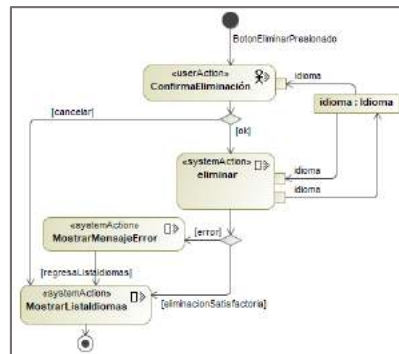 BotonEliminarPresionado
«userAction»
ConfirmaEliminación
idioma
idioma : Idioma
[cancelar]
[ok]
«systemAction»
eliminar
idioma
idioma
«systemAction»
MostrarMensajeError
[error]
[regresaListaIdiomas]
«systemAction»
MostrarListaIdiomas
[eliminacionSatisfactoria]